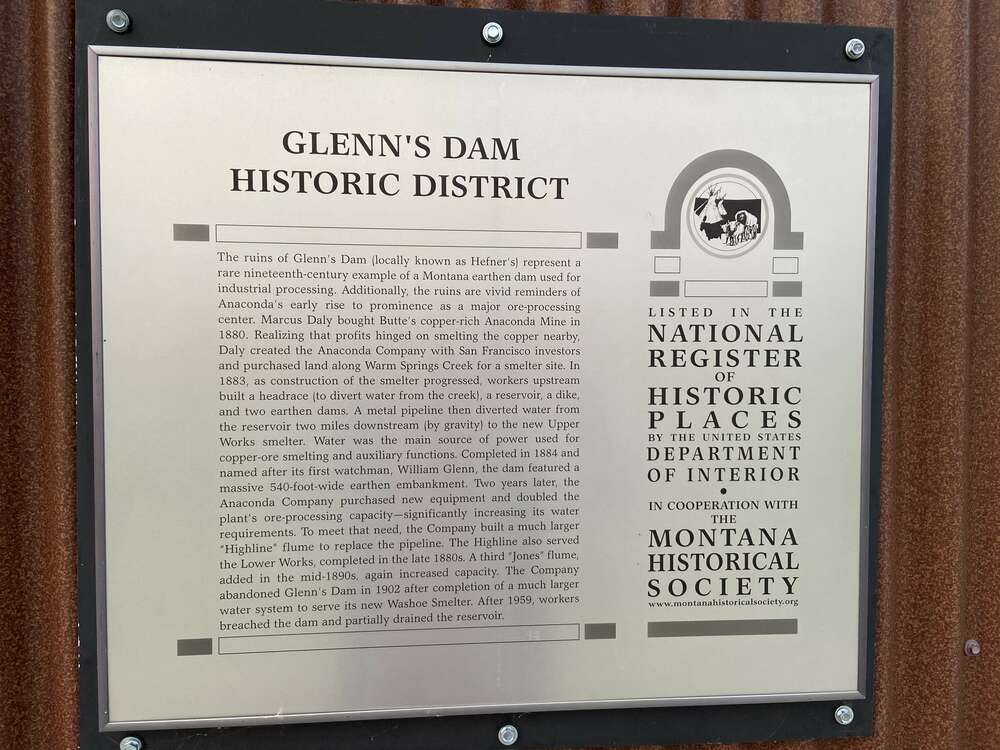 GLENN'S DAM
HISTORIC DISTRICT
The ruins of Glenn's Dam (locally known as Hefner's) represent a
rare nineteenth-century example of a Montana earthen dam used for
industrial processing. Additionally, the ruins are vivid reminders of
Anaconda's early rise to prominence as a major ore-processing
center. Marcus Daly bought Butte's copper-rich Anaconda Mine in
1880. Realizing that profits hinged on smelting the copper nearby,
Daly created the Anaconda Company with San Francisco investors
and purchased land along Warm Springs Creek for a smelter site. In
1883, as construction of the smelter progressed, workers upstream
built a headrace (to divert water from the creek), a reservoir, a dike,
and two earthen dams. A metal pipeline then diverted water from
the reservoir two miles downstream (by gravity) to the new Upper
Works smelter. Water was the main source of power used for
copper-ore smelting and auxiliary functions. Completed in 1884 and
named after its first watchman, William Glenn, the dam featured a
massive 540-foot-wide earthen embankment. Two years later, the
Anaconda Company purchased new equipment and doubled the
plant's ore-processing capacity—significantly increasing its water
requirements. To meet that need, the Company built a much larger
"Highline" flume to replace the pipeline. The Highline also served
the Lower Works, completed in the late 1880s. A third "Jones" flume,
added in the mid-1890s, again increased capacity. The Company
abandoned Glenn's Dam in 1902 after completion of a much larger
water system to serve its new Washoe Smelter. After 1959, workers
breached the dam and partially drained the reservoir.
LISTED IN THE
NATIONAL
REGISTER
OF
HISTORIC
PLACES
BY THE UNITED STATES
DEPARTMENT
OF INTERIOR
•
IN COOPERATION WITH
THE
MONTANA
HISTORICAL
SOCIETY
www.montanahistoricalsociety.org